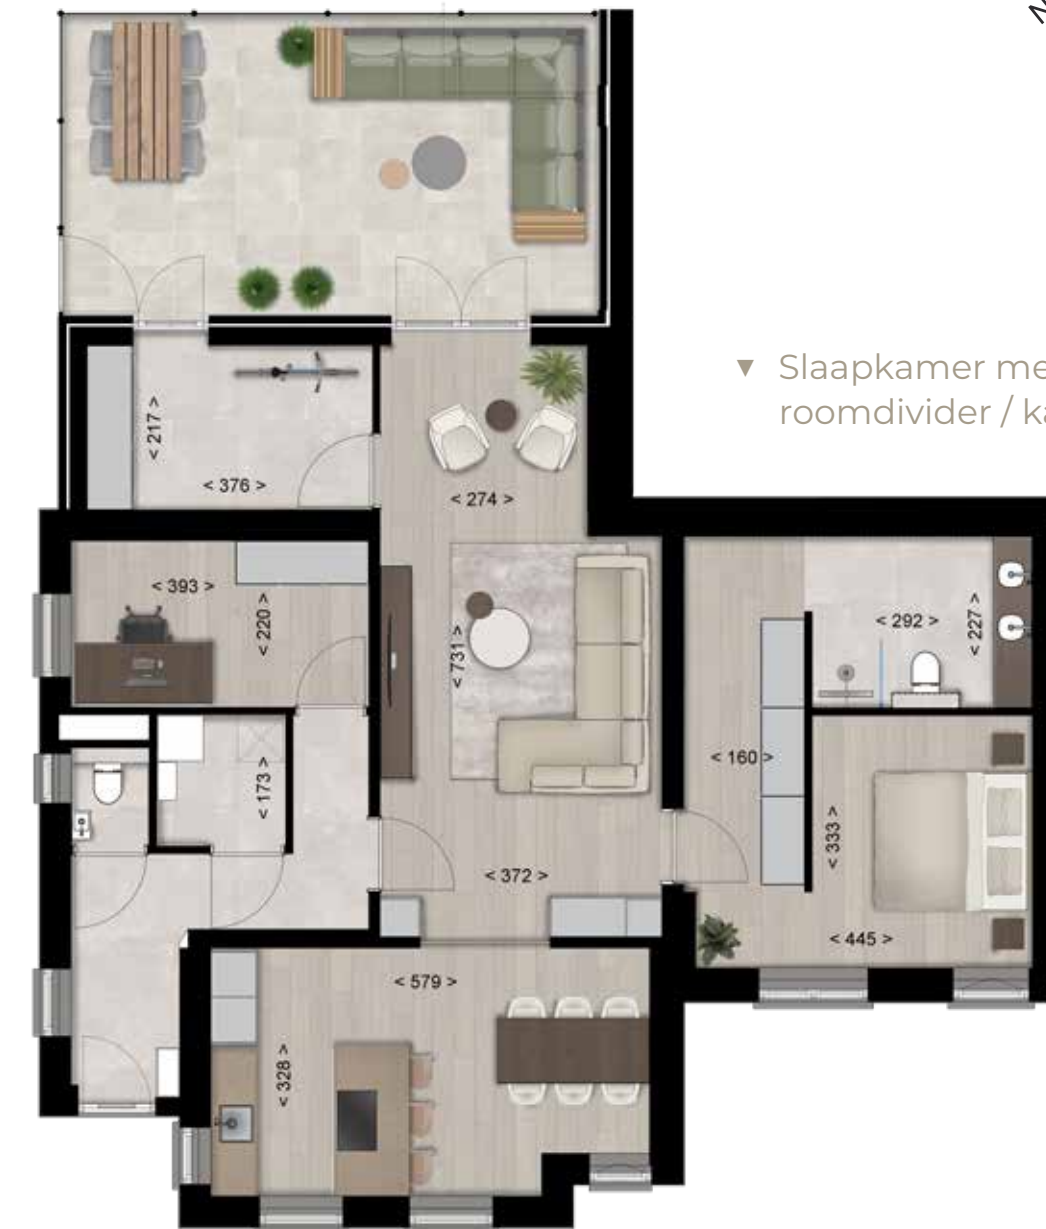 ▼ Slaapkamer me
roomdivider / ka
< 217 >
< 376 >
< 274 >
< 393 >
< 220 >
< 731 >
< 292 >
< 227 >
< 173 >
< 160 >
< 333 >
< 372 >
< 445 >
< 579 >
< 328 >